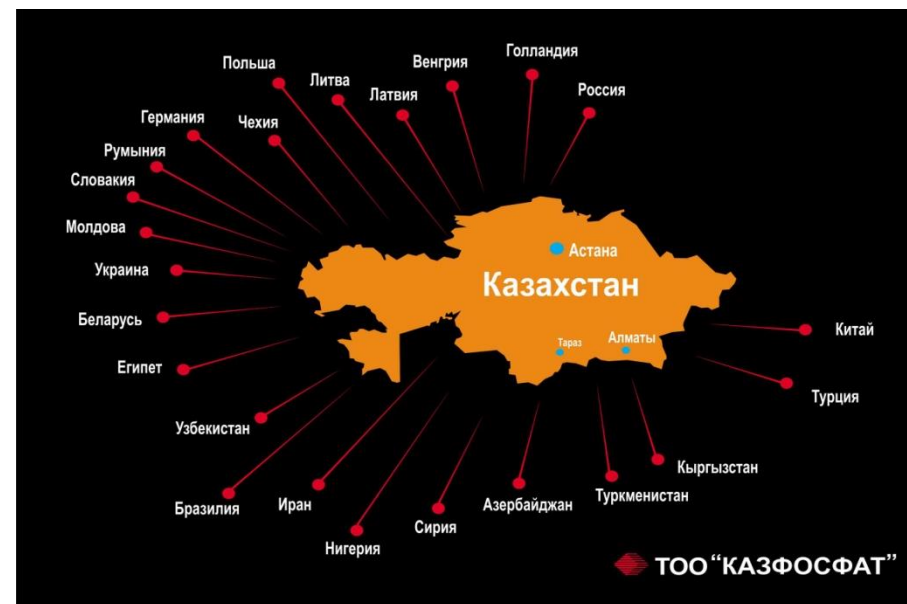 Голландия
Венгрия
Польша
Литва
Латвия
Россия
Германия
Чехия
Румыния
Словакия
Молдова
Астана
Украина
Казахстан
Беларусь
Тараз
Алматы
Китай
Египет
Турция
Узбекистан
Кыргызстан
Туркменистан
Бразилия
Иран
Азербайджан
Сирия
Нигерия
ТОО "КАЗФОСФАТ"